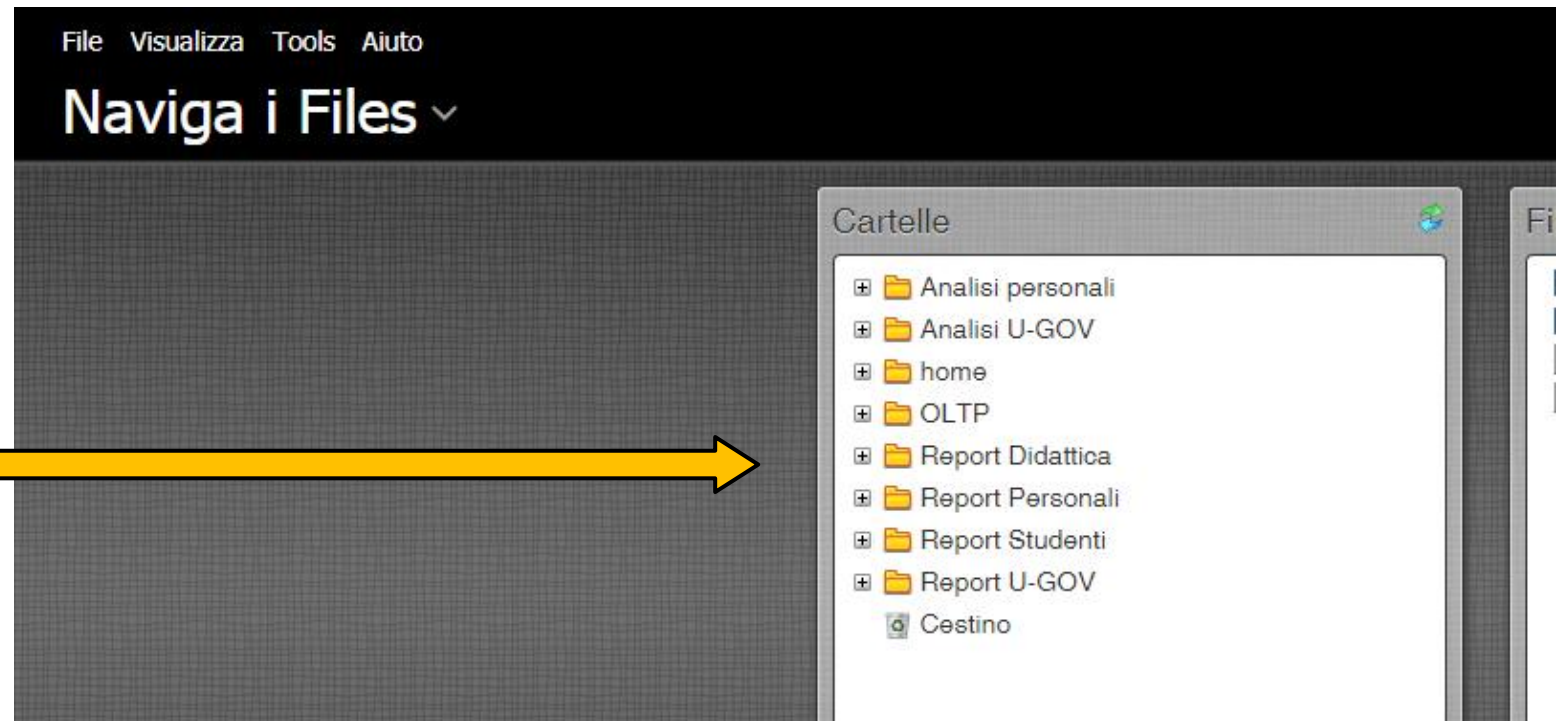 File Visualizza Tools Aiuto
Naviga i Files
Cartelle
Fi
Analisi personali
Analisi U-GOV
home
OLTP
Report Didattica
Report Personali
Report Studenti
Report U-GOV
Cestino